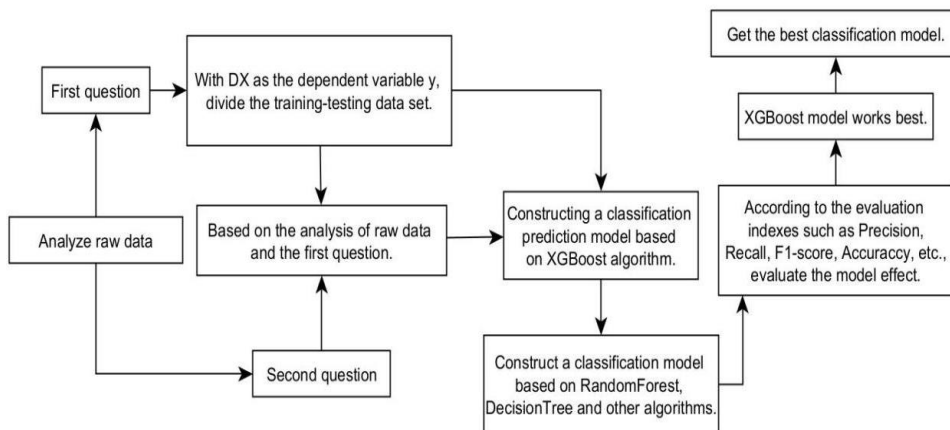 First question
With DX as the dependent variable y,
divide the training-testing data set.
Get the best classification model.
XGBoost model works best.
Analyze raw data
Based on the analysis of raw data
and the first question.
Constructing a classification
prediction model based
on XGBoost algorithm.
According to the evaluation
indexes such as Precision,
Recall, F1-score, Accuraccy, etc.,
evaluate the model effect.
Second question
Construct a classification model
based on RandomForest,
DecisionTree and other algorithms.